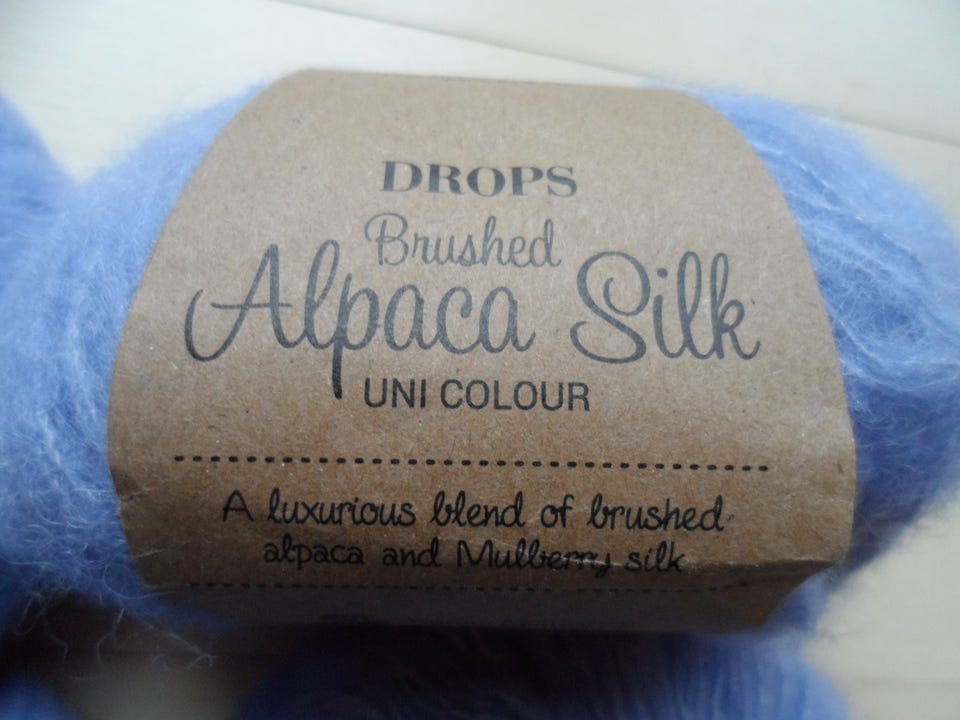 DROPS
Brushed
Alpaca Silk
UNI COLOUR
A luxurious blend of brushed
alpaca and Mulberry silk